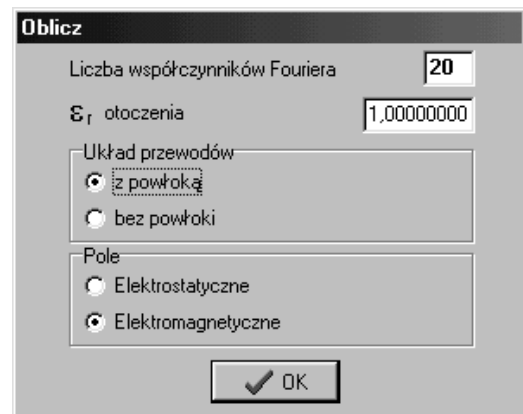 Oblicz
Liczba współczynników Fouriera 20
εr otoczenia 1,00000000
Układ przewodów
z powłoką
bez powłoki
Pole
Elektrostatyczne
Elektromagnetyczne
OK